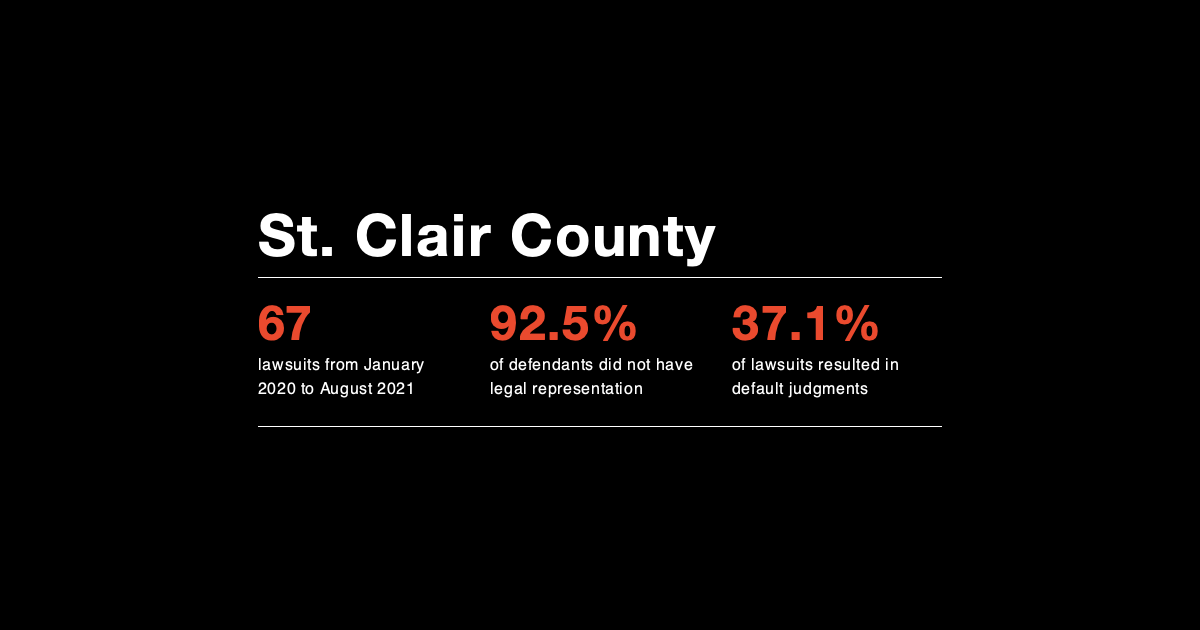 St. Clair County
67
lawsuits from January
2020 to August 2021
92.5%
of defendants did not have
legal representation
37.1%
of lawsuits resulted in
default judgments